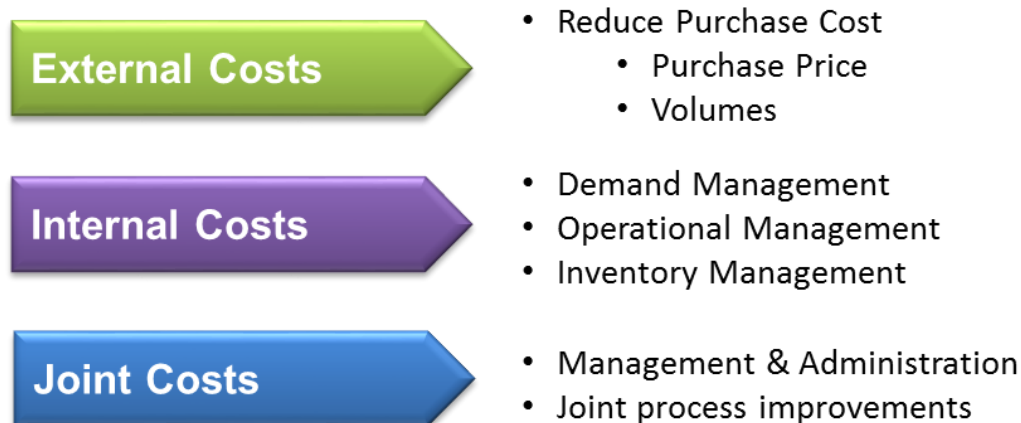 External Costs
• Reduce Purchase Cost
• Purchase Price
• Volumes
Internal Costs
• Demand Management
• Operational Management
• Inventory Management
Joint Costs
• Management & Administration
• Joint process improvements